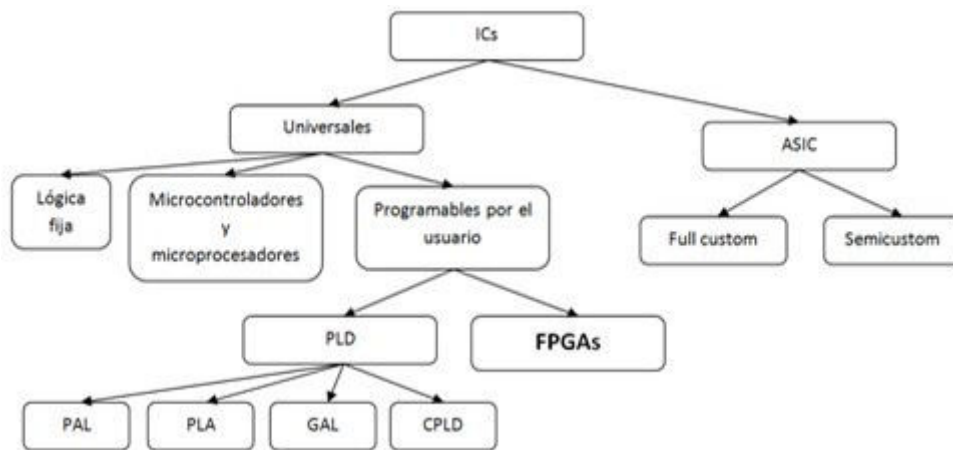 ICs
Universales
ASIC
Lógica
fija
Microcontroladores
y
microprocesadores
Programables por el
usuario
Full custom
Semicustom
PLD
FPGAs
PAL
PLA
GAL
CPLD